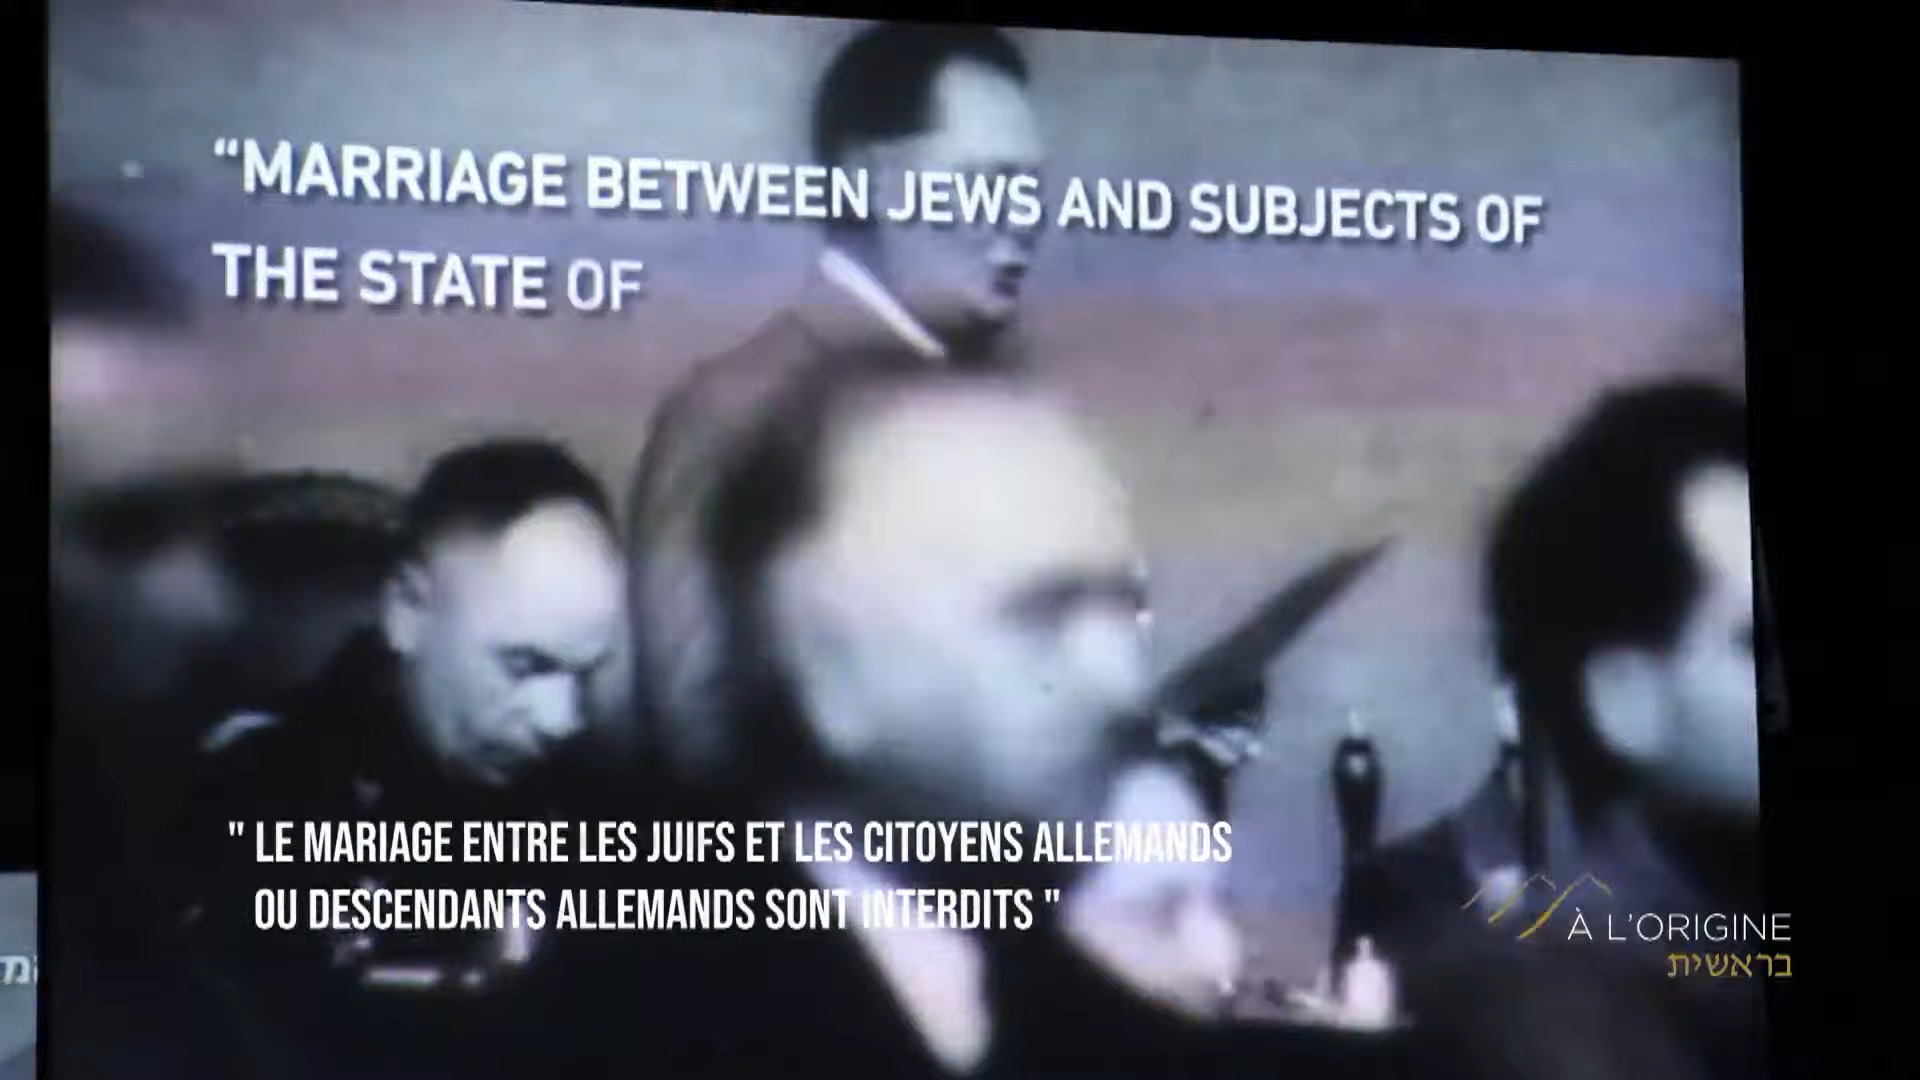 “MARRIAGE BETWEEN JEWS AND SUBJECTS OF
THE STATE OF
" LE MARIAGE ENTRE LES JUIFS ET LES CITOYENS ALLEMANDS
OU DESCENDANTS ALLEMANDS SONT INTERDITS "
À L'ORIGINE
בראשית